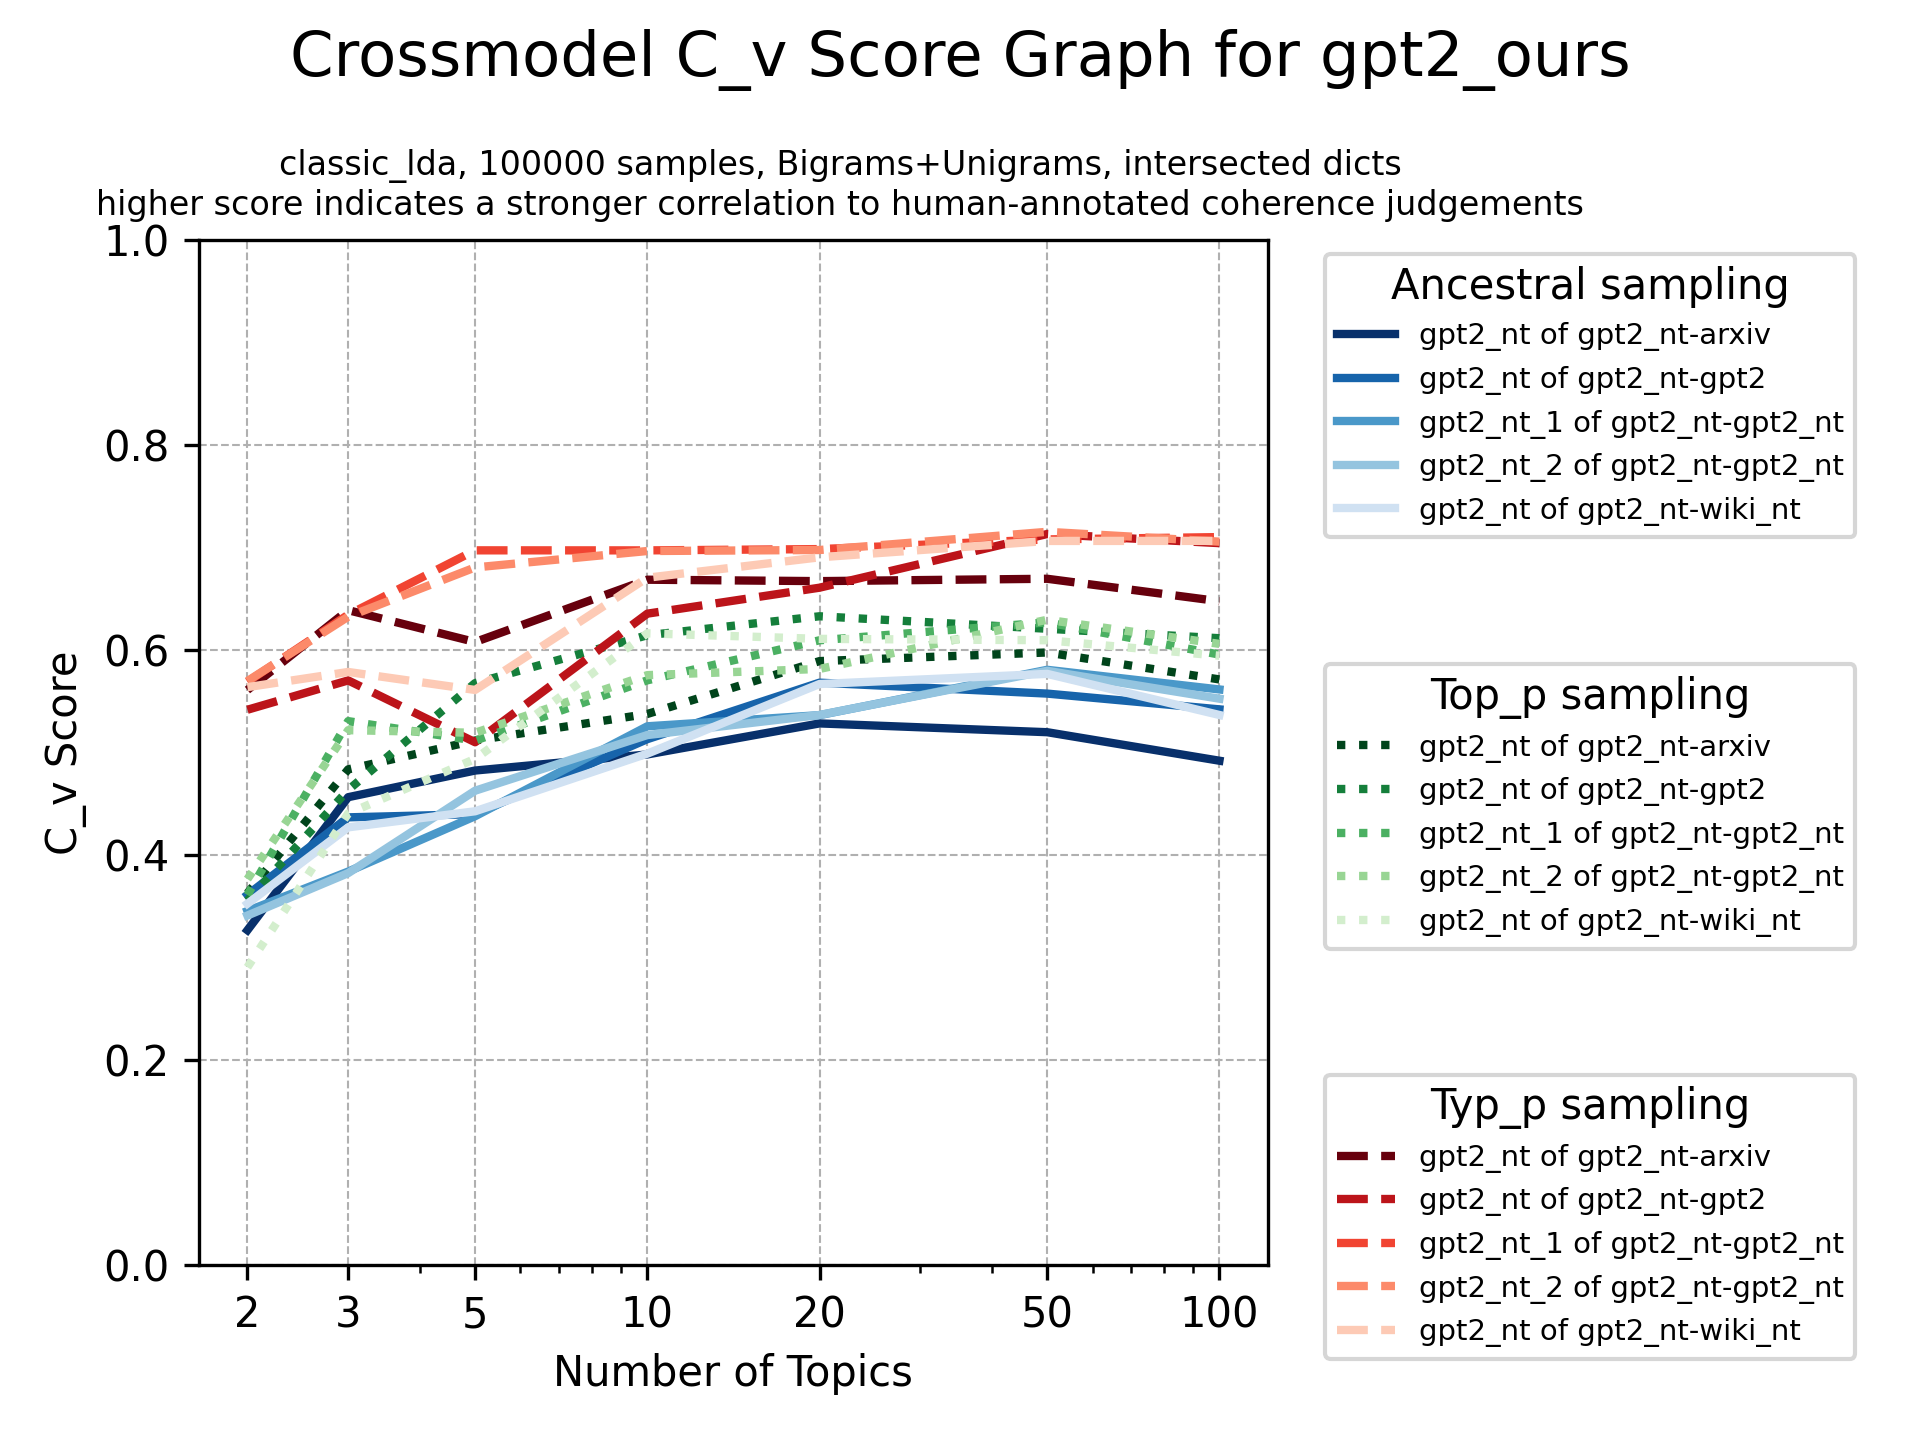 Crossmodel C_v Score Graph for gpt2_ours
classic_lda, 100000 samples, Bigrams+Unigrams, intersected dicts
higher score indicates a stronger correlation to human-annotated coherence judgements
C_v Score
1.0
0.8
0.6
0.4
0.2
0.0
2 3 5 10 20 50 100
Number of Topics
Ancestral sampling
gpt2_nt of gpt2_nt-arxiv
gpt2_nt of gpt2_nt-gpt2
gpt2_nt_1 of gpt2_nt-gpt2_nt
gpt2_nt_2 of gpt2_nt-gpt2_nt
gpt2_nt of gpt2_nt-wiki_nt
Top_p sampling
gpt2_nt of gpt2_nt-arxiv
gpt2_nt of gpt2_nt-gpt2
gpt2_nt_1 of gpt2_nt-gpt2_nt
gpt2_nt_2 of gpt2_nt-gpt2_nt
gpt2_nt of gpt2_nt-wiki_nt
Typ_p sampling
gpt2_nt of gpt2_nt-arxiv
gpt2_nt of gpt2_nt-gpt2
gpt2_nt_1 of gpt2_nt-gpt2_nt
gpt2_nt_2 of gpt2_nt-gpt2_nt
gpt2_nt of gpt2_nt-wiki_nt